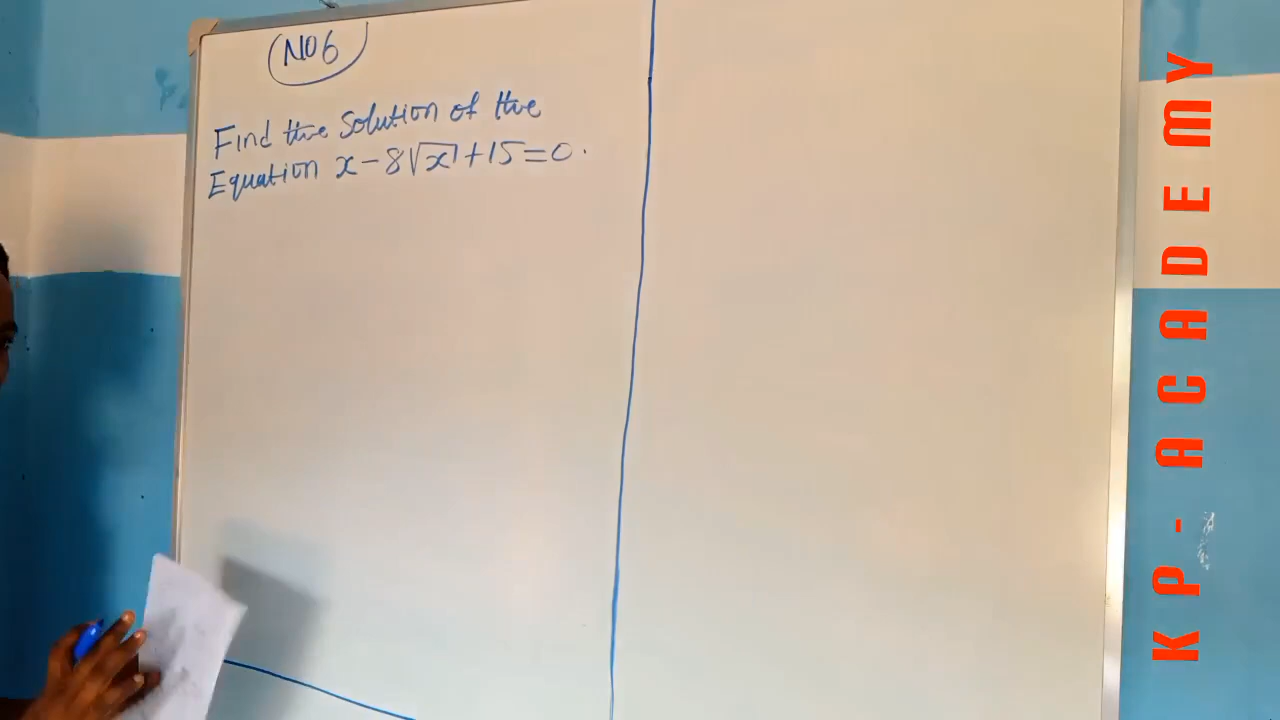 NO6
Find the solution of the
Equation x - 8√x + 15 = 0.
KP-ACADEMY